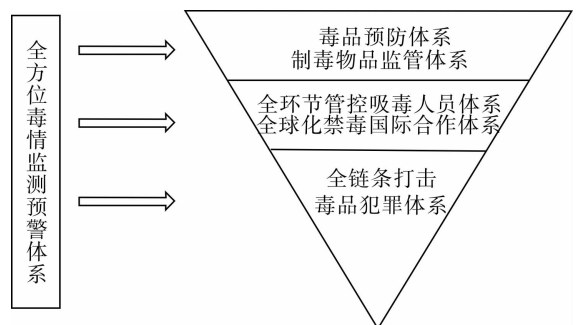 全方位毒情监测预警体系
毒品预防体系
制毒物品监管体系
全环节管控吸毒人员体系
全球化禁毒国际合作体系
全链条打击
毒品犯罪体系